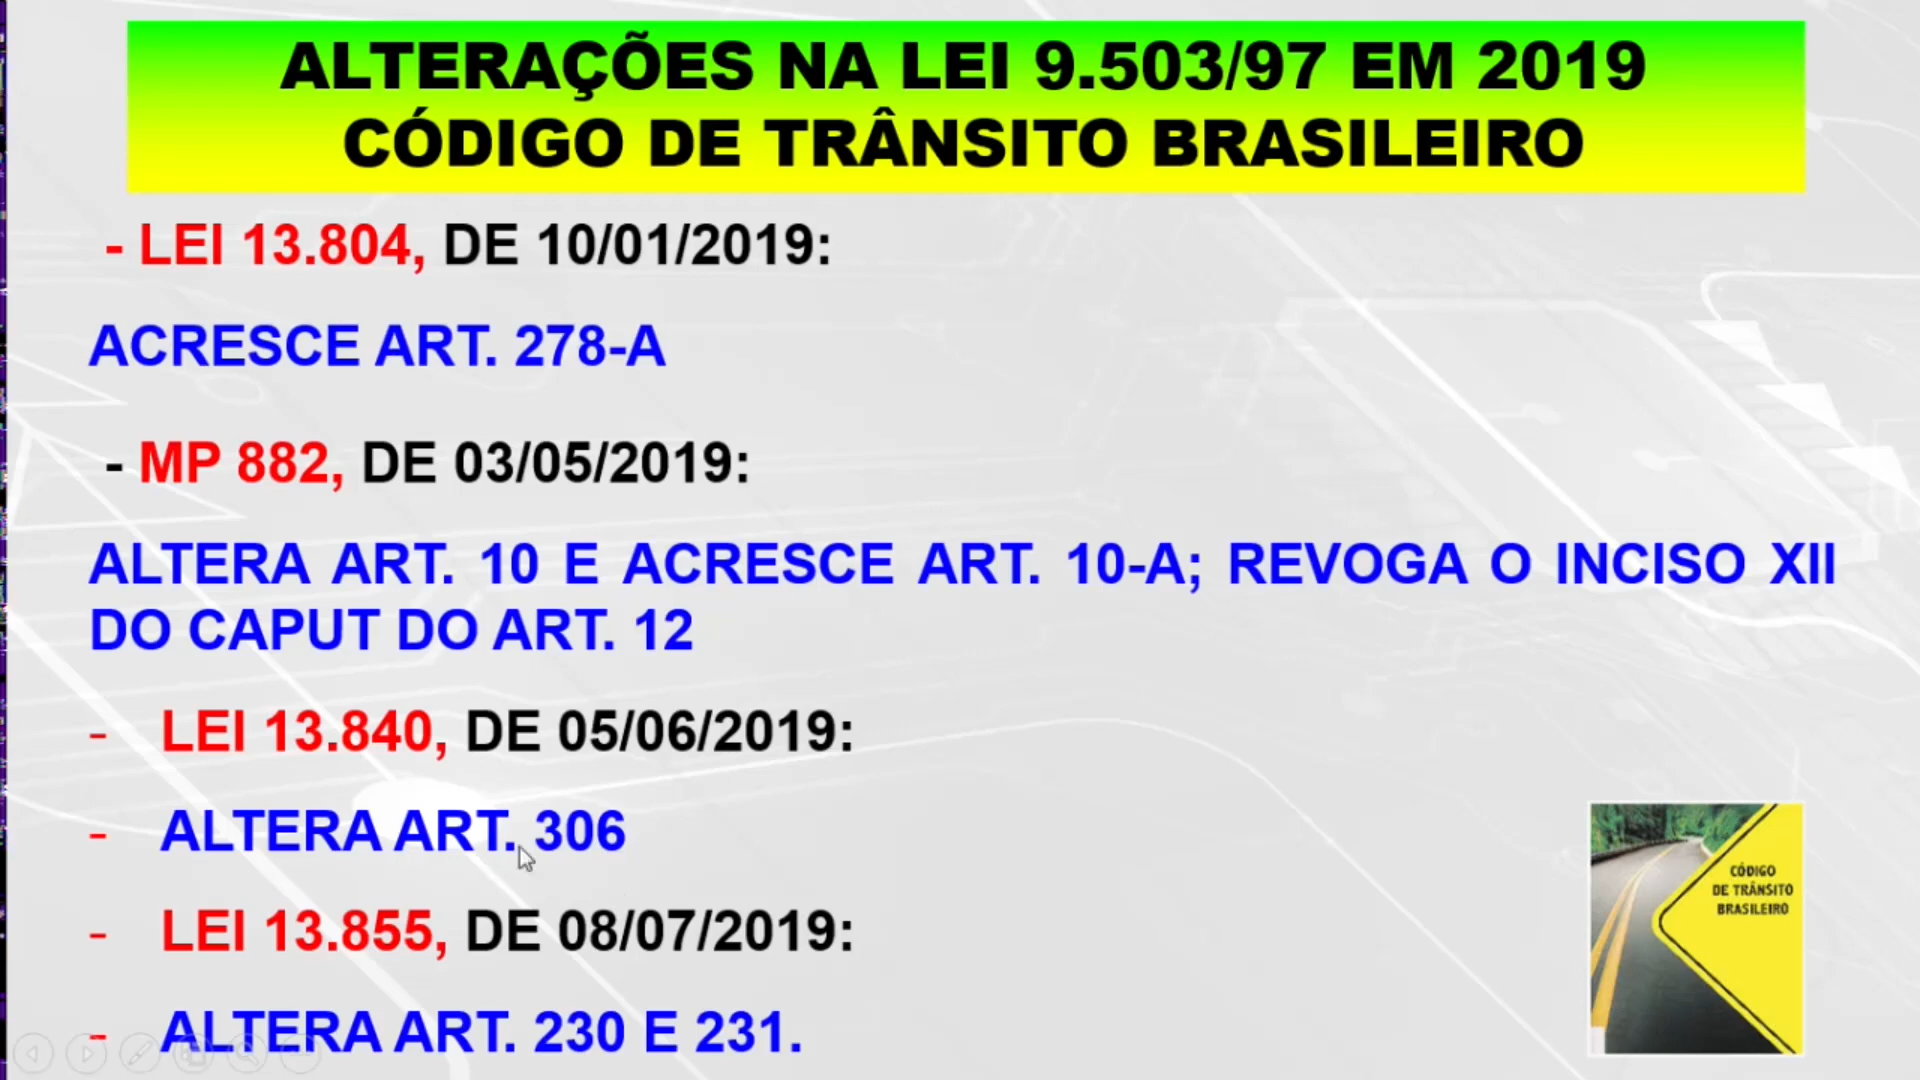 ALTERAÇÕES NA LEI 9.503/97 EM 2019
CÓDIGO DE TRÂNSITO BRASILEIRO
- LEI 13.804, DE 10/01/2019:
ACRESCE ART. 278-A
- MP 882, DE 03/05/2019:
ALTERA ART. 10 E ACRESCE ART. 10-A; REVOGA O INCISO XII
DO CAPUT DO ART. 12
- LEI 13.840, DE 05/06/2019:
- ALTERA ART. 306
- LEI 13.855, DE 08/07/2019:
- ALTERA ART. 230 E 231.
CÓDIGO
DE TRÂNSITO
BRASILEIRO